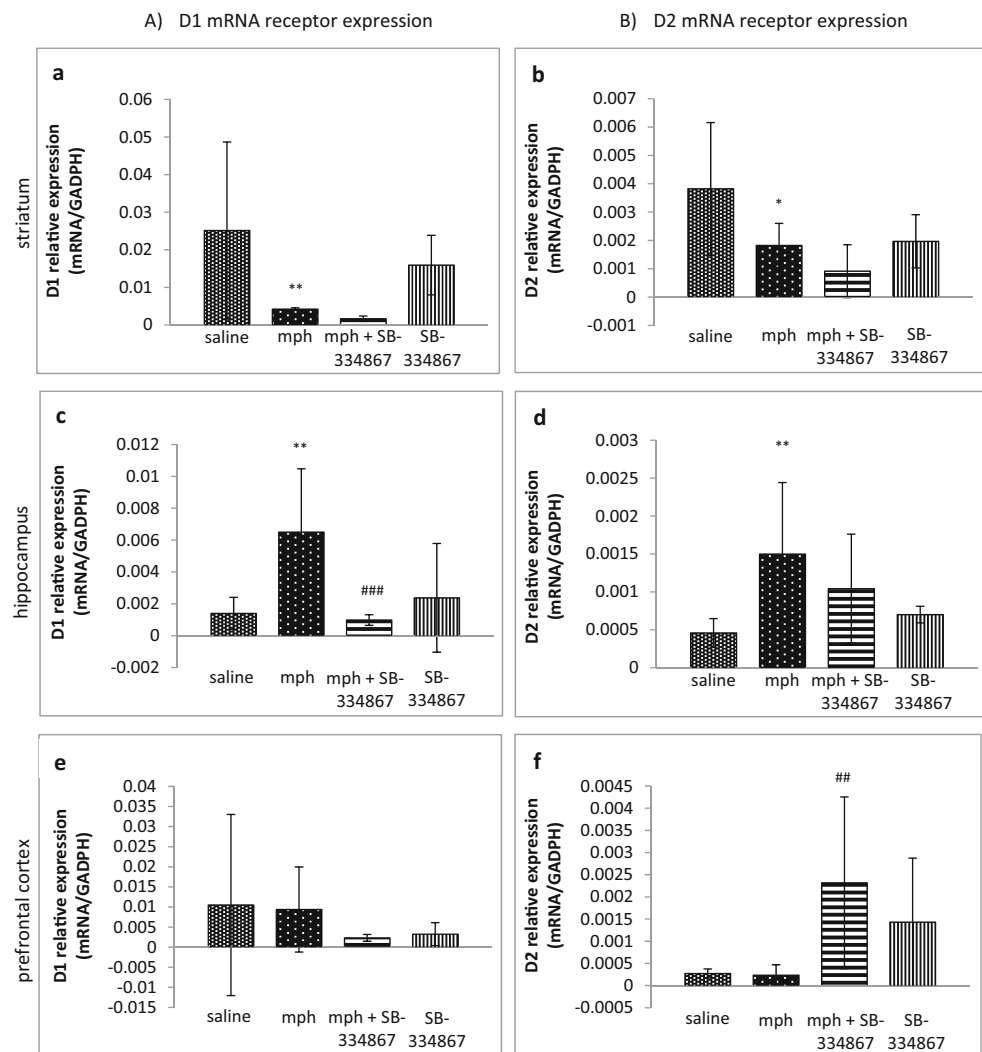 A) D1 mRNA receptor expression
B) D2 mRNA receptor expression
striatum
a
D1 relative expression
(mRNA/GADPH)
0.06
0.05
0.04
0.03
0.02
0.01
0
**
saline
mph
mph + SB-
334867
SB-
334867
b
D2 relative expression
(mRNA/GADPH)
0.007
0.006
0.005
0.004
0.003
0.002
0.001
0
-0.001
*
saline
mph
mph + SB-
334867
SB-
334867
hippocampus
c
D1 relative expression
(mRNA/GADPH)
0.012
0.01
0.008
0.006
0.004
0.002
0
-0.002
**
###
saline
mph
mph + SB-
334867
SB-
334867
d
D2 relative expression
(mRNA/GADPH)
0.003
0.0025
0.002
0.0015
0.001
0.0005
0
**
saline
mph
mph + SB-
334867
SB-
334867
prefrontal cortex
e
D1 relative expression
(mRNA/GADPH)
0.04
0.035
0.03
0.025
0.02
0.015
0.01
0.005
0
-0.005
-0.01
-0.015
saline
mph
mph + SB-
334867
SB-
334867
f
D2 relative expression
(mRNA/GADPH)
0.0045
0.004
0.0035
0.003
0.0025
0.002
0.0015
0.001
0.0005
0
-0.0005
##
saline
mph
mph + SB-
334867
SB-
334867